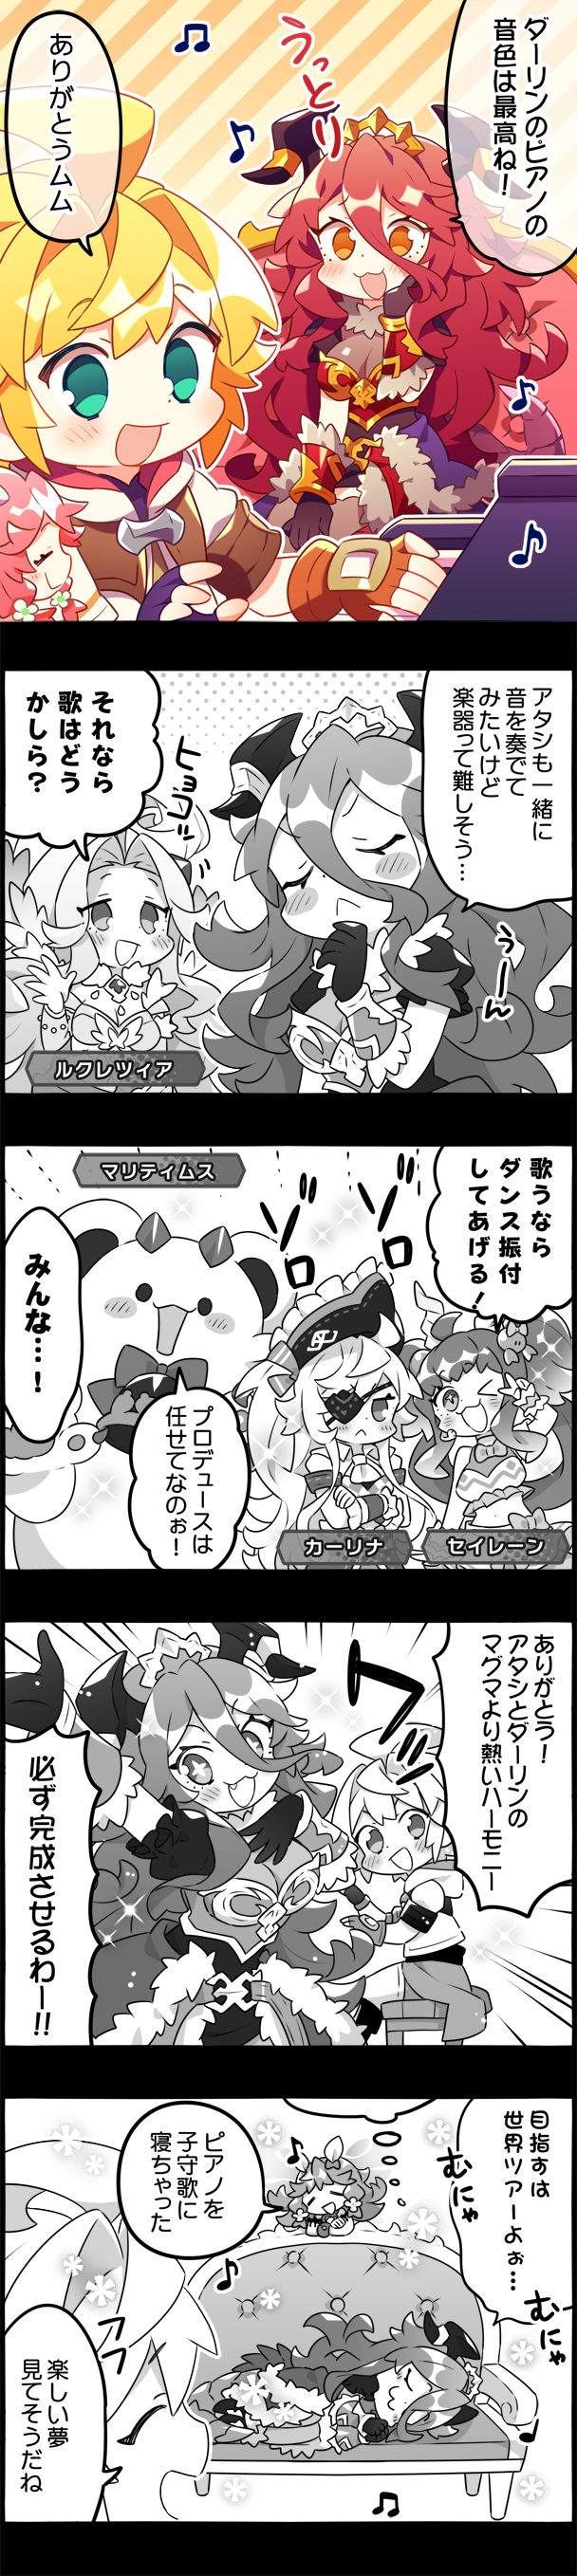 ダーリンのピアノの
音色は最高ね！
うっとり
ありがとうムム
アタシも一緒に
音を奏でて
みたいけど
楽器って難しそう…
うーん
ヒョコッ
それなら
歌はどう
かしら？
ルクレツィア
歌うなら
ダンス振付
してあげる！
ゾロ
ゾロ
マリティムス
プロデュースは
任せてなのぉ！
みんな…！
カーリナ
セイレーン
ありがとう！
アタシとダーリンの
マグマより熱いハーモニー
必ず完成させるわー!!
目指すは
世界ツアーよぉ…
むにゃ
むにゃ
ピアノを
子守歌に
寝ちゃった
楽しい夢
見てそうだね